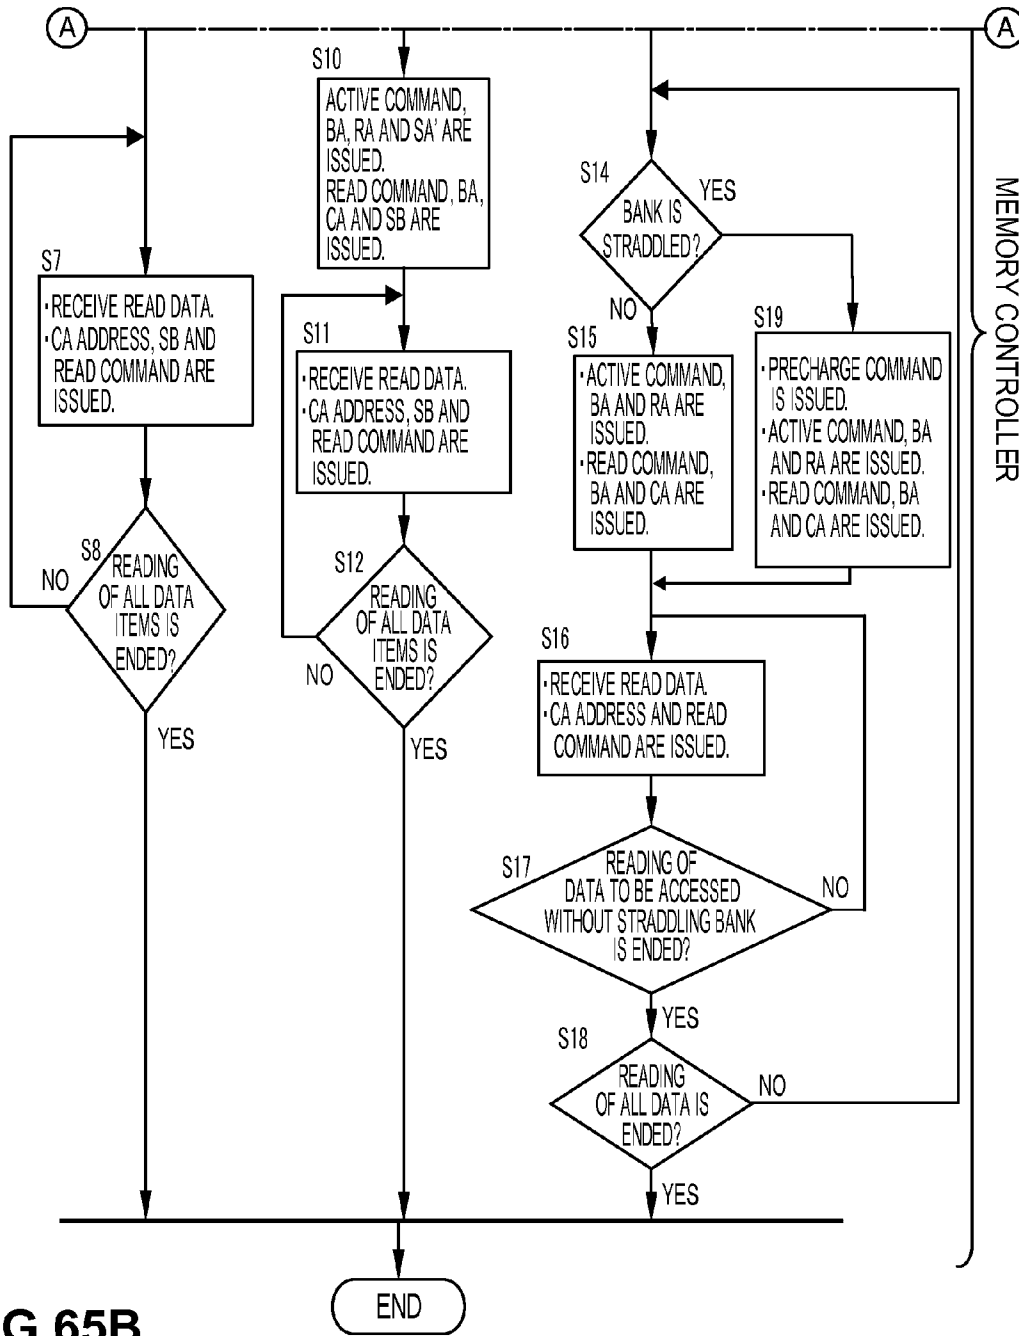 A
A
S10
ACTIVE COMMAND,
BA, RA AND SA' ARE
ISSUED.
READ COMMAND, BA,
CA AND SB ARE
ISSUED.
S14
BANK IS
STRADDLED?
YES
NO
MEMORY CONTROLLER
S7
·RECEIVE READ DATA.
·CA ADDRESS, SB AND
READ COMMAND ARE
ISSUED.
S11
·RECEIVE READ DATA.
·CA ADDRESS, SB AND
READ COMMAND ARE
ISSUED.
S15
·ACTIVE COMMAND,
BA AND RA ARE
ISSUED.
·READ COMMAND,
BA AND CA ARE
ISSUED.
S19
·PRECHARGE COMMAND
IS ISSUED.
·ACTIVE COMMAND, BA
AND RA ARE ISSUED.
·READ COMMAND, BA
AND CA ARE ISSUED.
S8
READING
OF ALL DATA
ITEMS IS
ENDED?
NO
YES
S12
READING
OF ALL DATA
ITEMS IS
ENDED?
NO
YES
S16
·RECEIVE READ DATA.
·CA ADDRESS AND READ
COMMAND ARE ISSUED.
S17
READING OF
DATA TO BE ACCESSED
WITHOUT STRADDLING BANK
IS ENDED?
NO
YES
S18
READING
OF ALL DATA IS
ENDED?
NO
YES
END
G 65B